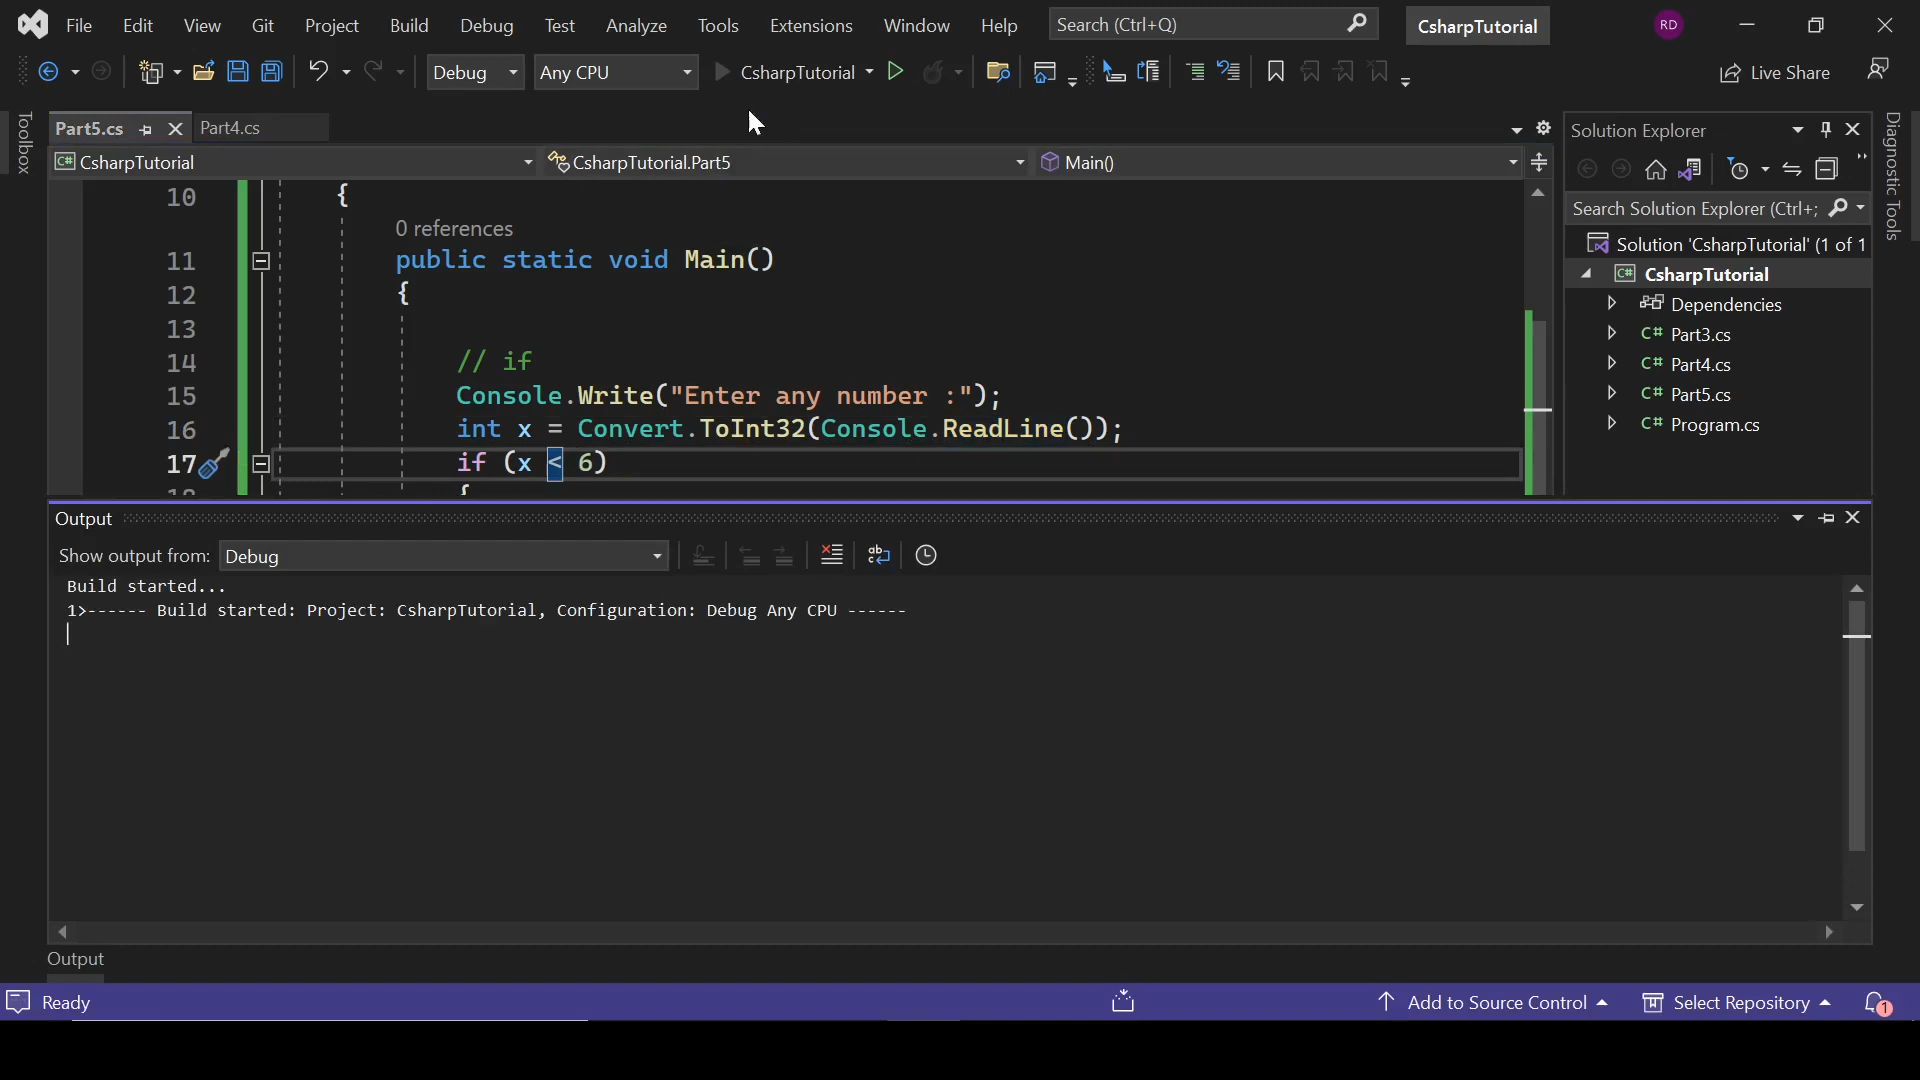 File Edit View Git Project Build Debug Test Analyze Tools Extensions Window Help Search (Ctrl+Q) CsharpTutorial RD
Debug Any CPU CsharpTutorial Live Share
Toolbox
Part5.cs Part4.cs
CsharpTutorial CsharpTutorial.Part5 Main()
10 {
0 references
11 public static void Main()
12 {
13
14 // if
15 Console.Write("Enter any number :");
16 int x = Convert.ToInt32(Console.ReadLine());
17 if (x < 6)
18 {
Solution Explorer
Search Solution Explorer (Ctrl+;
Solution 'CsharpTutorial' (1 of 1
C# CsharpTutorial
Dependencies
C# Part3.cs
C# Part4.cs
C# Part5.cs
C# Program.cs
Diagnostic Tools
Output
Show output from: Debug
Build started...
1>------ Build started: Project: CsharpTutorial, Configuration: Debug Any CPU ------
Output
Ready Add to Source Control Select Repository 1